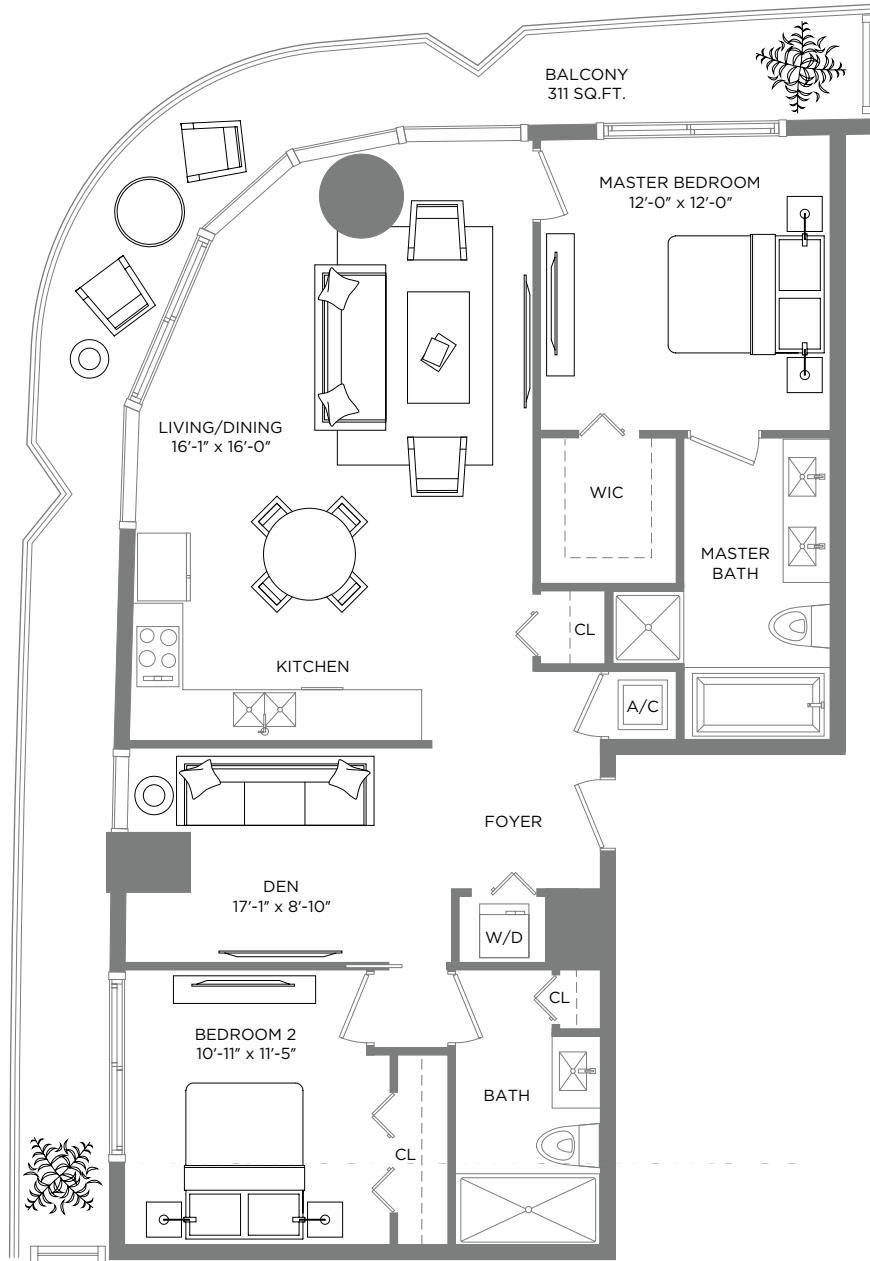 BALCONY
311 SQ.FT.
MASTER BEDROOM
12'-0" x 12'-0"
LIVING/DINING
16'-1" x 16'-0"
WIC
MASTER
BATH
CL
KITCHEN
A/C
FOYER
DEN
17'-1" x 8'-10"
W/D
CL
BEDROOM 2
10'-11" x 11'-5"
BATH
CL